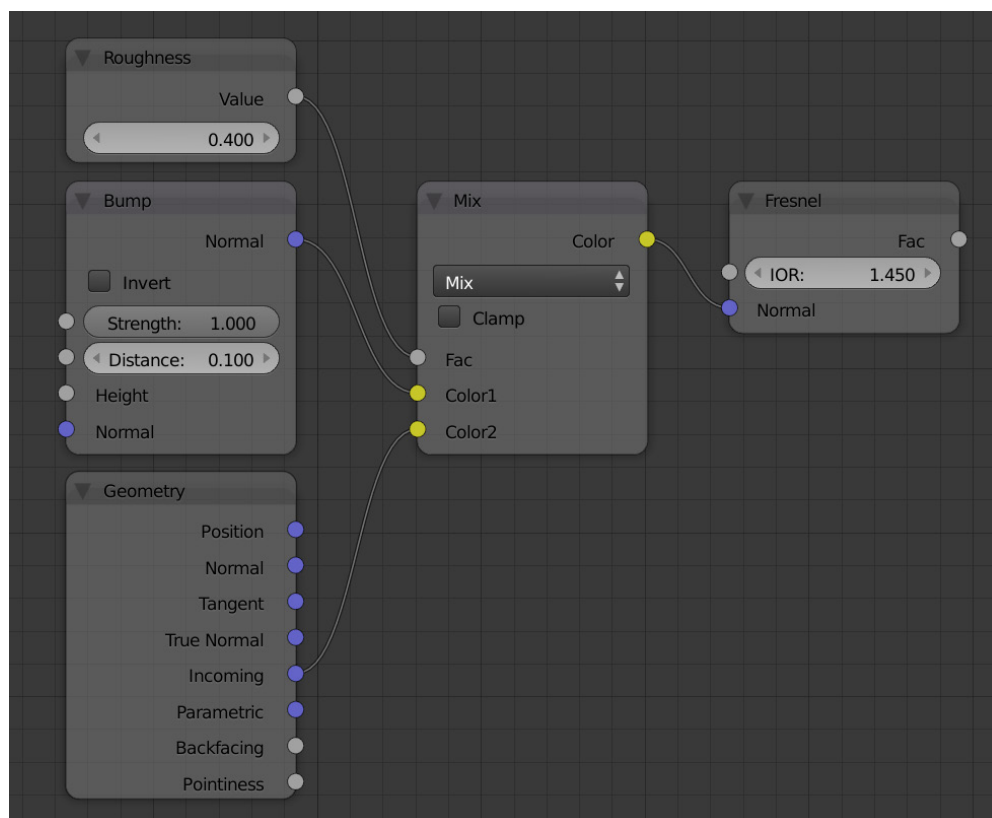 Roughness
Value
0.400
Bump
Normal
Invert
Strength: 1.000
Distance: 0.100
Height
Normal
Geometry
Position
Normal
Tangent
True Normal
Incoming
Parametric
Backfacing
Pointiness
Mix
Color
Mix
Clamp
Fac
Color1
Color2
Fresnel
Fac
IOR: 1.450
Normal